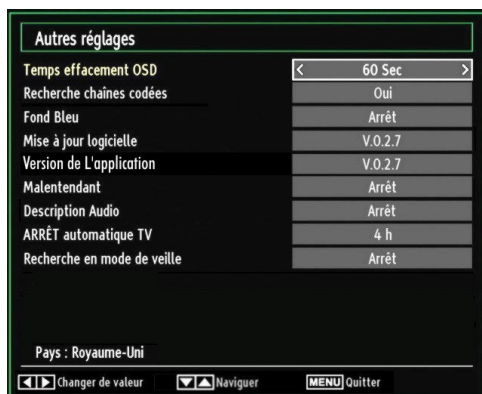 Autres réglages
Temps effacement OSD < 60 Sec >
Recherche chaînes codées Oui
Fond Bleu Arrêt
Mise à jour logicielle V.0.2.7
Version de L'application V.0.2.7
Malentendant Arrêt
Description Audio Arrêt
ARRÊT automatique TV 4 h
Recherche en mode de veille Arrêt
Pays : Royaume-Uni
Changer de valeur Naviguer MENU Quitter